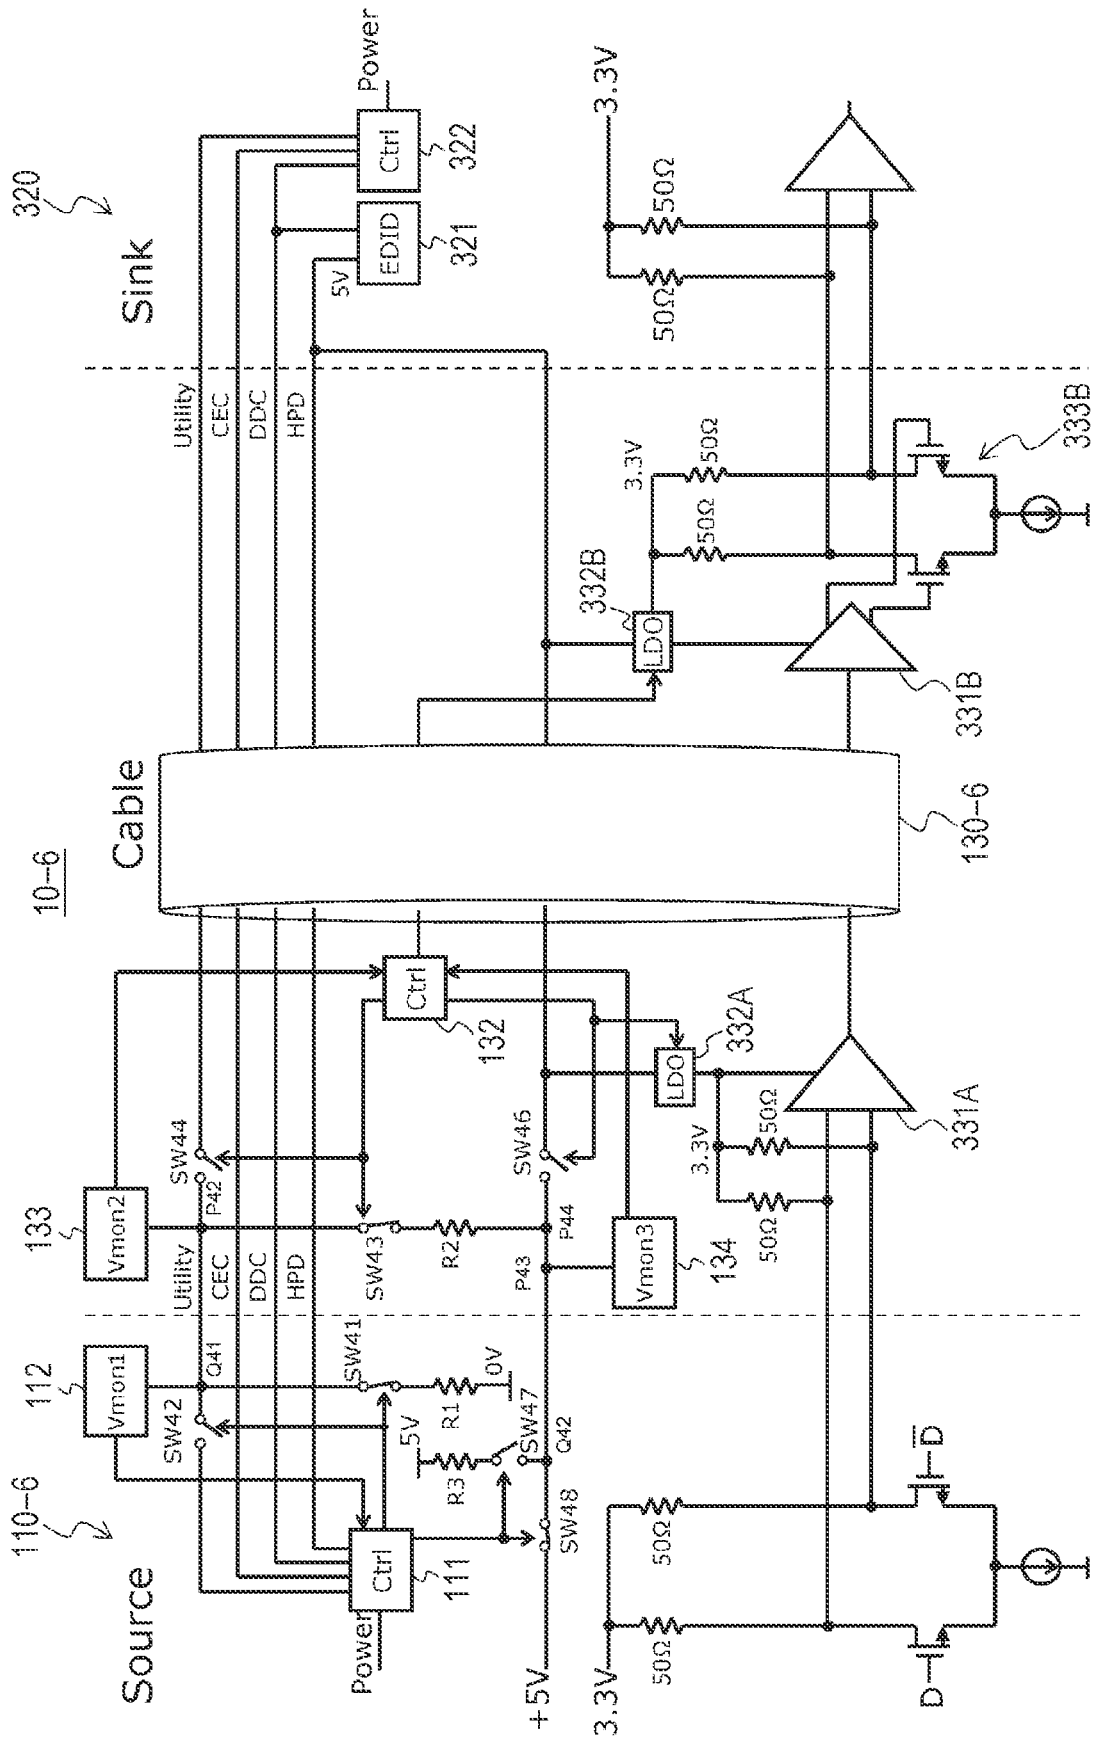 10-6
110-6
Source
Cable
Sink
320
112
Vmon1
133
Vmon2
SW42
Q41
Utility
P42
SW44
Utility
CEC
CEC
DDC
DDC
HPD
HPD
SW41
R1
0V
SW43
R2
Power
Ctrl
111
5V
R3
SW47
Q42
SW48
+5V
P43
P44
SW46
Ctrl
132
Vmon3
134
LDO
332A
3.3V
50Ω
50Ω
331A
130-6
LDO
332B
3.3V
50Ω
50Ω
331B
333B
5V
EDID
321
Ctrl
322
Power
3.3V
50Ω
50Ω
3.3V
50Ω
50Ω
D
D̅